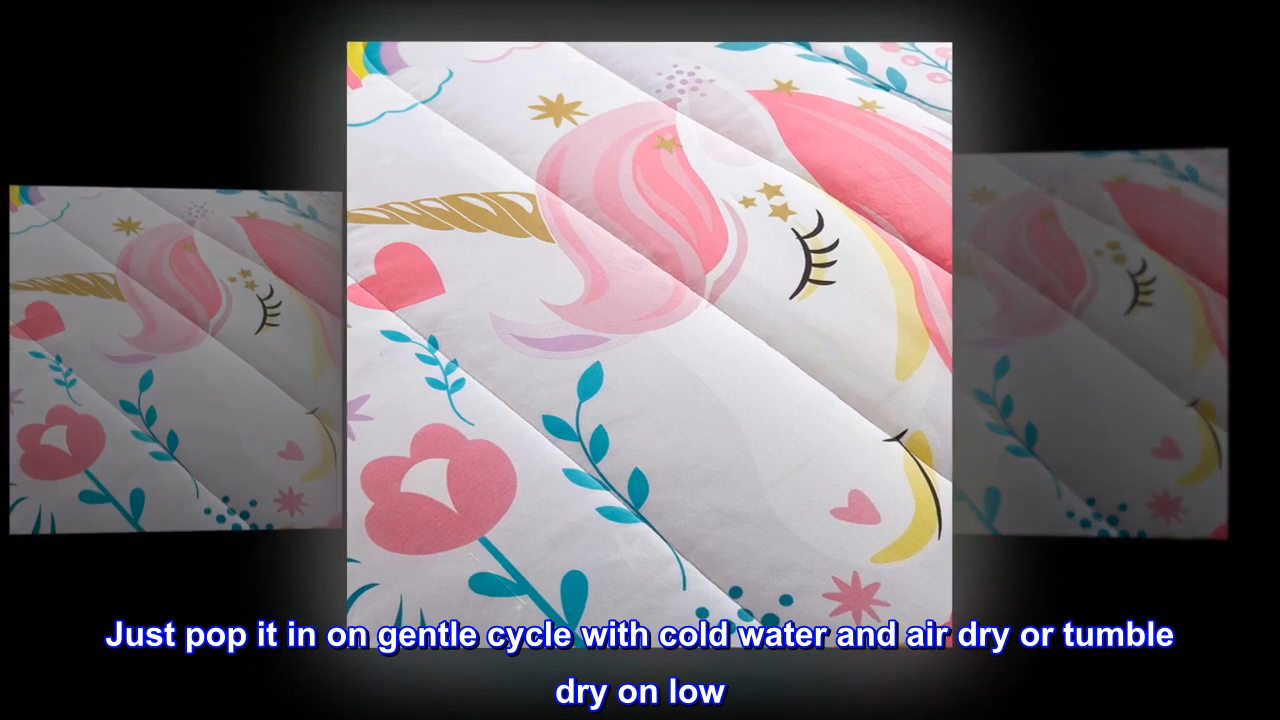 Just pop it in on gentle cycle with cold water and air dry or tumble
dry on low